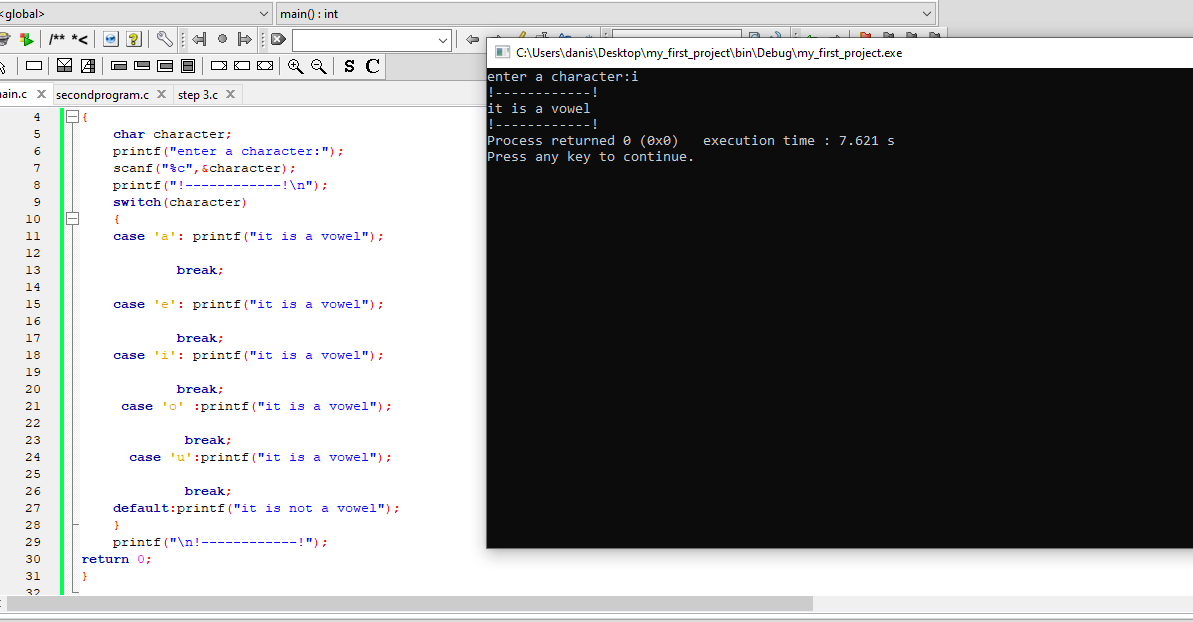 <global> main() : int
/** *<
S C
ain.c X secondprogram.c X step 3.c X
4 {
5 char character;
6 printf("enter a character:");
7 scanf("%c",&character);
8 printf("!------------!\n");
9 switch(character)
10 {
11 case 'a': printf("it is a vowel");
12
13 break;
14
15 case 'e': printf("it is a vowel");
16
17 break;
18 case 'i': printf("it is a vowel");
19
20 break;
21 case 'o' :printf("it is a vowel");
22
23 break;
24 case 'u':printf("it is a vowel");
25
26 break;
27 default:printf("it is not a vowel");
28 }
29 printf("\n!------------!");
30 return 0;
31 }
32
C:\Users\danis\Desktop\my_first_project\bin\Debug\my_first_project.exe
enter a character:i
!------------!
it is a vowel
!------------!
Process returned 0 (0x0) execution time : 7.621 s
Press any key to continue.